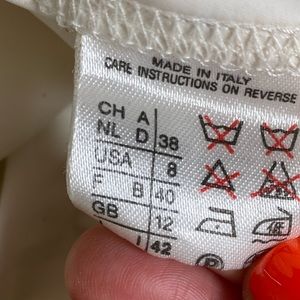 MADE IN ITALY
CARE INSTRUCTIONS ON REVERSE
CH A
NL D 38
USA 8
F B 40
GB 12
I 42